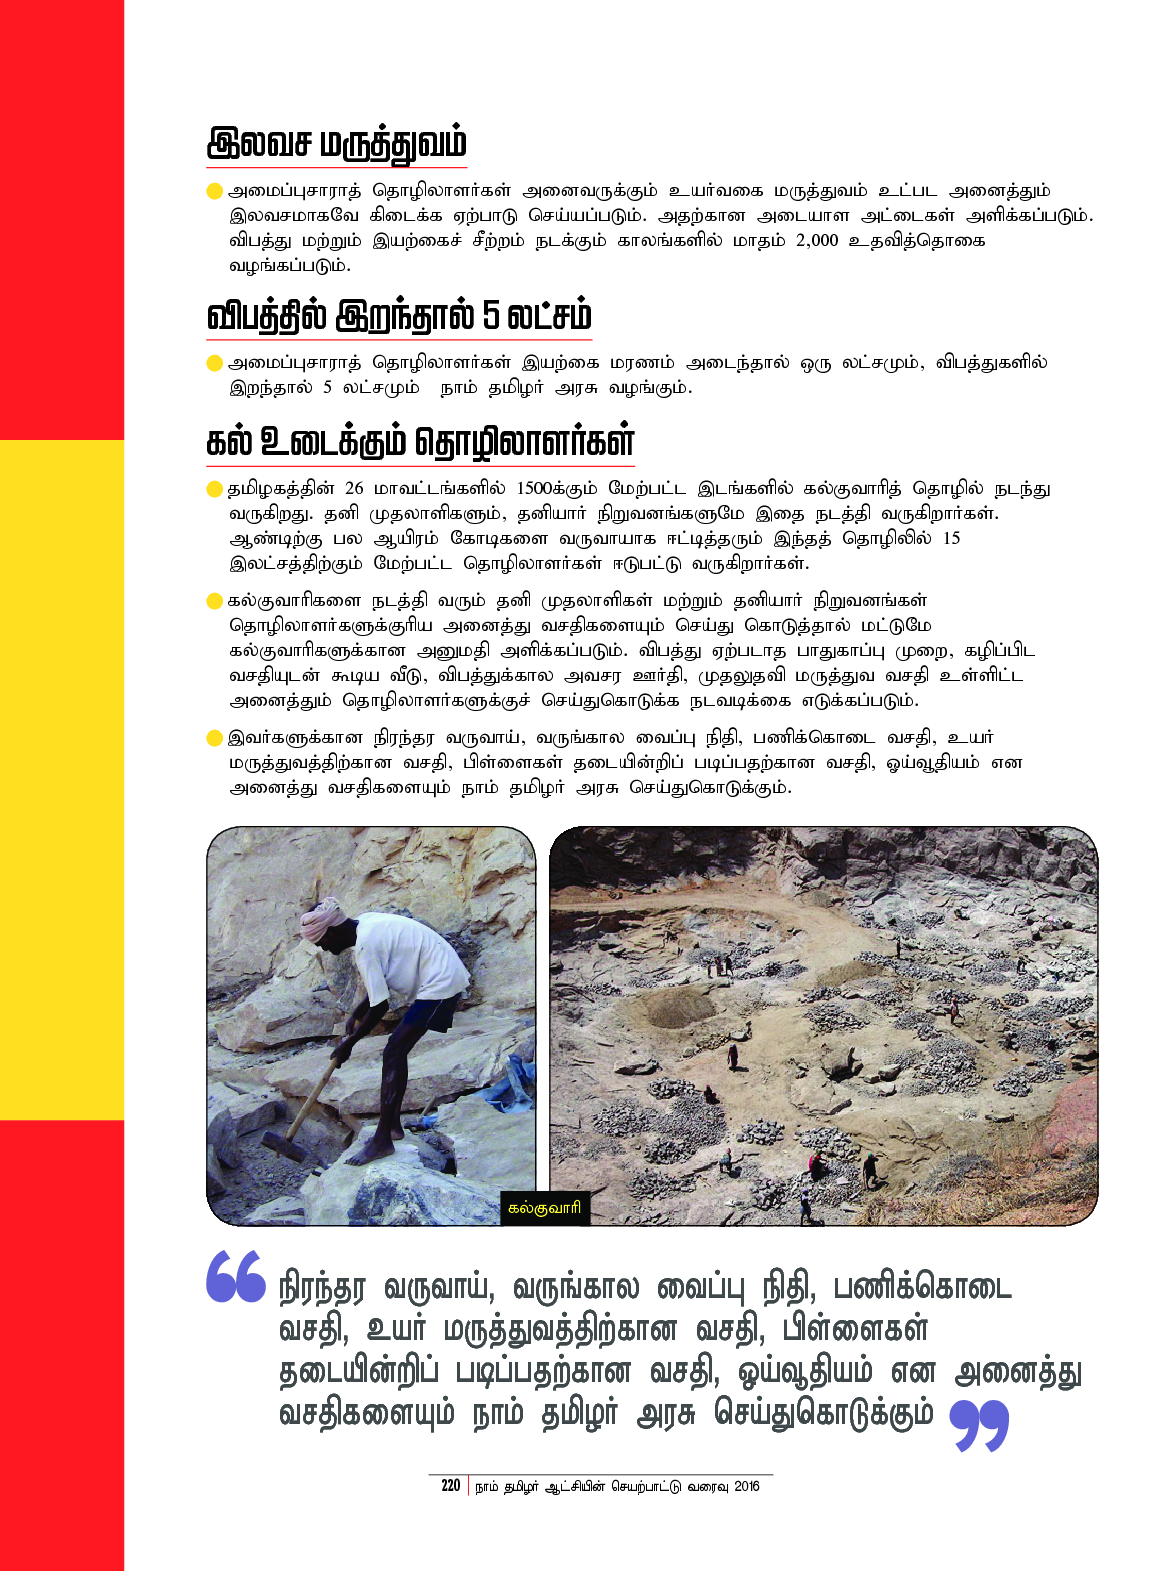 இலவச மருத்துவம்
அமைப்புசாராத் தொழிலாளர்கள் அனைவருக்கும் உயர்வகை மருத்துவம் உட்பட அனைத்தும்
இலவசமாகவே கிடைக்க ஏற்பாடு செய்யப்படும். அதற்கான அடையாள அட்டைகள் அளிக்கப்படும்.
விபத்து மற்றும் இயற்கைச் சீற்றம் நடக்கும் காலங்களில் மாதம் 2,000 உதவித்தொகை
வழங்கப்படும்.
விபத்தில் இறந்தால் 5 லட்சம்
அமைப்புசாராத் தொழிலாளர்கள் இயற்கை மரணம் அடைந்தால் ஒரு லட்சமும், விபத்துகளில்
இறந்தால் 5 லட்சமும் நாம் தமிழர் அரசு வழங்கும்.
கல் உடைக்கும் தொழிலாளர்கள்
தமிழகத்தின் 26 மாவட்டங்களில் 1500க்கும் மேற்பட்ட இடங்களில் கல்குவாரித் தொழில் நடந்து
வருகிறது. தனி முதலாளிகளும், தனியார் நிறுவனங்களுமே இதை நடத்தி வருகிறார்கள்.
ஆண்டிற்கு பல ஆயிரம் கோடிகளை வருவாயாக ஈட்டித்தரும் இந்தத் தொழிலில் 15
இலட்சத்திற்கும் மேற்பட்ட தொழிலாளர்கள் ஈடுபட்டு வருகிறார்கள்.
கல்குவாரிகளை நடத்தி வரும் தனி முதலாளிகள் மற்றும் தனியார் நிறுவனங்கள்
தொழிலாளர்களுக்குரிய அனைத்து வசதிகளையும் செய்து கொடுத்தால் மட்டுமே
கல்குவாரிகளுக்கான அனுமதி அளிக்கப்படும். விபத்து ஏற்படாத பாதுகாப்பு முறை, கழிப்பிட
வசதியுடன் கூடிய வீடு, விபத்துக்கால அவசர ஊர்தி, முதலுதவி மருத்துவ வசதி உள்ளிட்ட
அனைத்தும் தொழிலாளர்களுக்குச் செய்துகொடுக்க நடவடிக்கை எடுக்கப்படும்.
இவர்களுக்கான நிரந்தர வருவாய், வருங்கால வைப்பு நிதி, பணிக்கொடை வசதி, உயர்
மருத்துவத்திற்கான வசதி, பிள்ளைகள் தடையின்றிப் படிப்பதற்கான வசதி, ஓய்வூதியம் என
அனைத்து வசதிகளையும் நாம் தமிழர் அரசு செய்துகொடுக்கும்.
கல்குவாரி
“நிரந்தர வருவாய், வருங்கால வைப்பு நிதி, பணிக்கொடை
வசதி, உயர் மருத்துவத்திற்கான வசதி, பிள்ளைகள்
தடையின்றிப் படிப்பதற்கான வசதி, ஓய்வூதியம் என அனைத்து
வசதிகளையும் நாம் தமிழர் அரசு செய்துகொடுக்கும்”
220 | நாம் தமிழர் ஆட்சியின் செயற்பாட்டு வரைவு 2016